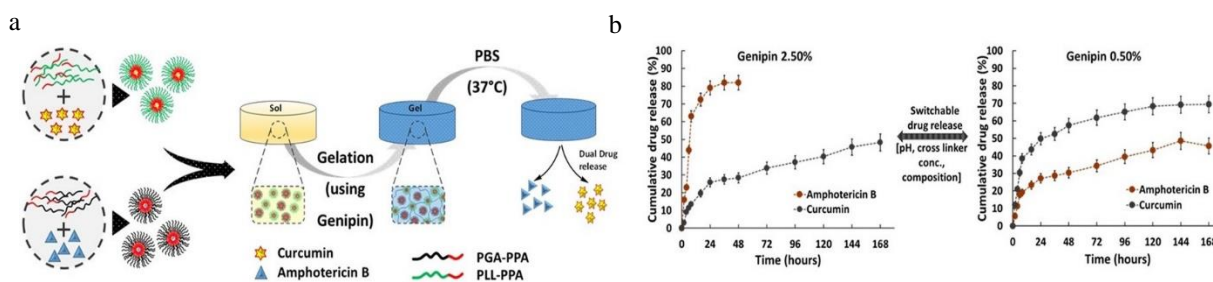 a
PBS
(37°C)
Sol
Gel
Gelation
(using
Genipin)
Dual Drug
release
Curcumin
Amphotericin B
PGA-PPA
PLL-PPA
b
Genipin 2.50%
Cumulative drug release (%)
100
90
80
70
60
50
40
30
20
10
0
Amphotericin B
Curcumin
0 24 48 72 96 120 144 168
Time (hours)
Switchable
drug release
[pH, cross linker
conc.,
composition]
Genipin 0.50%
Cumulative drug release (%)
100
90
80
70
60
50
40
30
20
10
0
Amphotericin B
Curcumin
0 24 48 72 96 120 144 168
Time (hours)